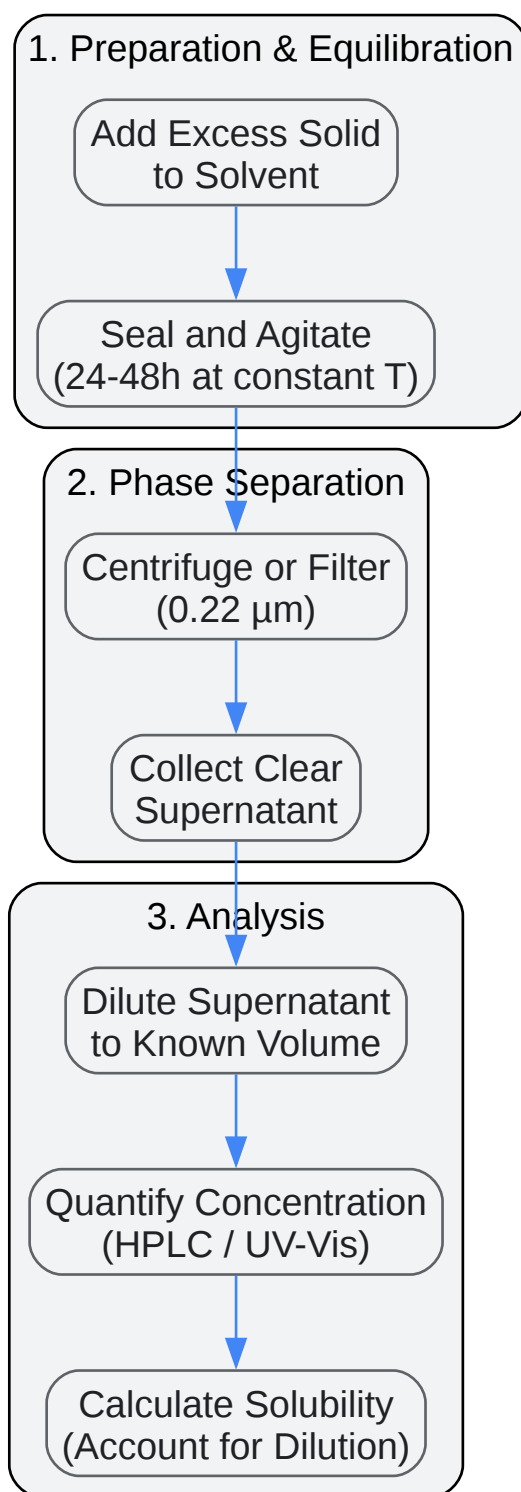 1. Preparation & Equilibration
Add Excess Solid
to Solvent
Seal and Agitate
(24-48h at constant T)
2. Phase Separation
Centrifuge or Filter
(0.22 µm)
Collect Clear
Supernatant
3. Analysis
Dilute Supernatant
to Known Volume
Quantify Concentration
(HPLC / UV-Vis)
Calculate Solubility
(Account for Dilution)